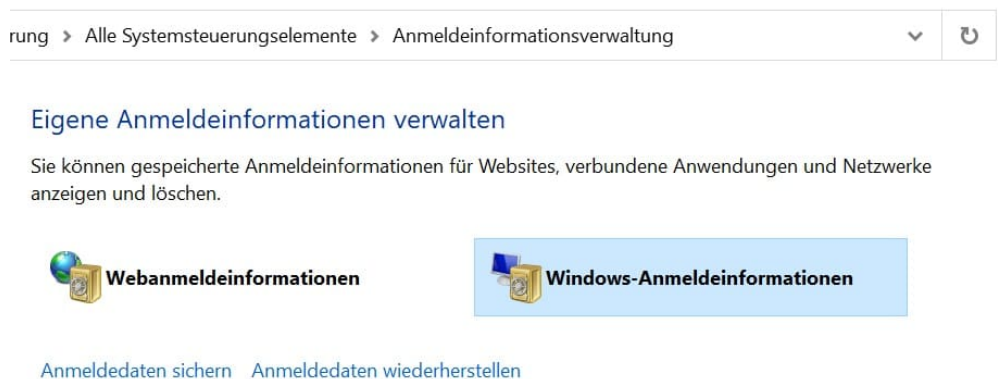 rung > Alle Systemsteuerungselemente > Anmeldeinformationsverwaltung
Eigene Anmeldeinformationen verwalten
Sie können gespeicherte Anmeldeinformationen für Websites, verbundene Anwendungen und Netzwerke
anzeigen und löschen.
Webanmeldeinformationen Windows-Anmeldeinformationen
Anmeldedaten sichern Anmeldedaten wiederherstellen